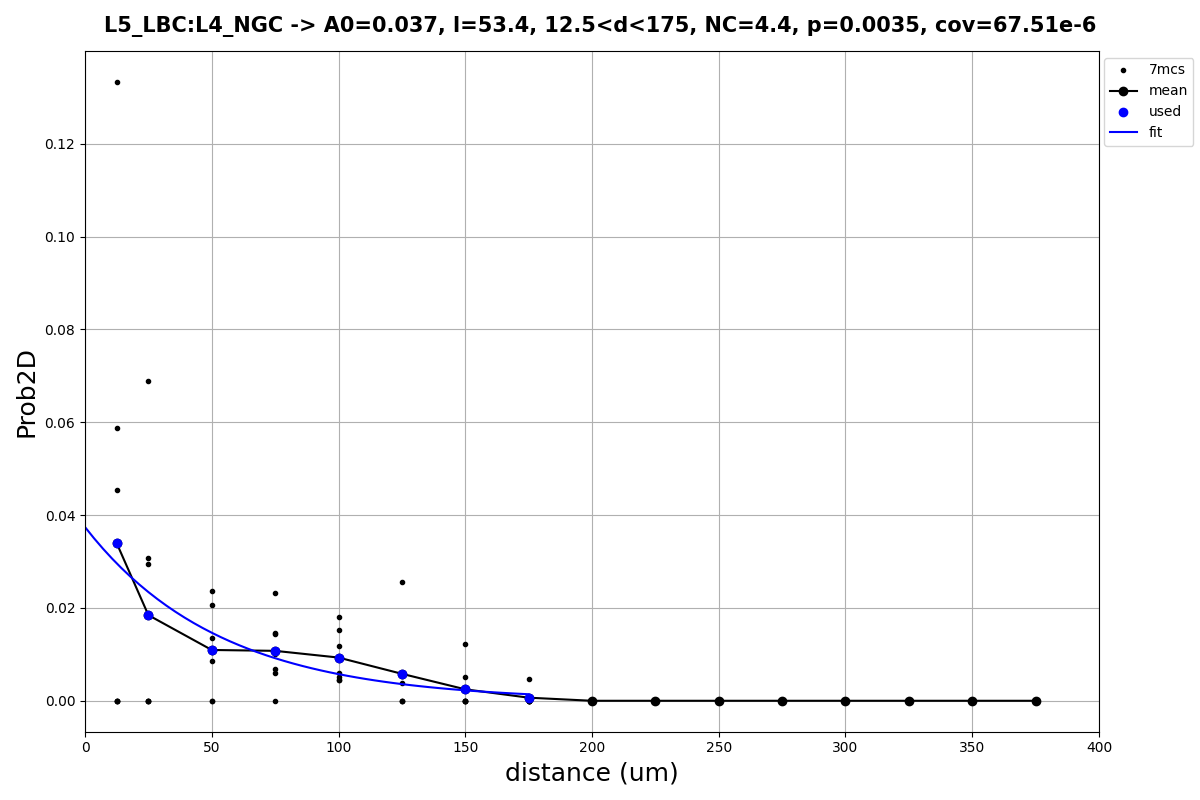 L5_LBC:L4_NGC -> A0=0.037, l=53.4, 12.5<d<175, NC=4.4, p=0.0035, cov=67.51e-6
7mcs
mean
used
fit
0.12
0.10
0.08
0.06
0.04
0.02
0.00
Prob2D
0 50 100 150 200 250 300 350 400
distance (um)